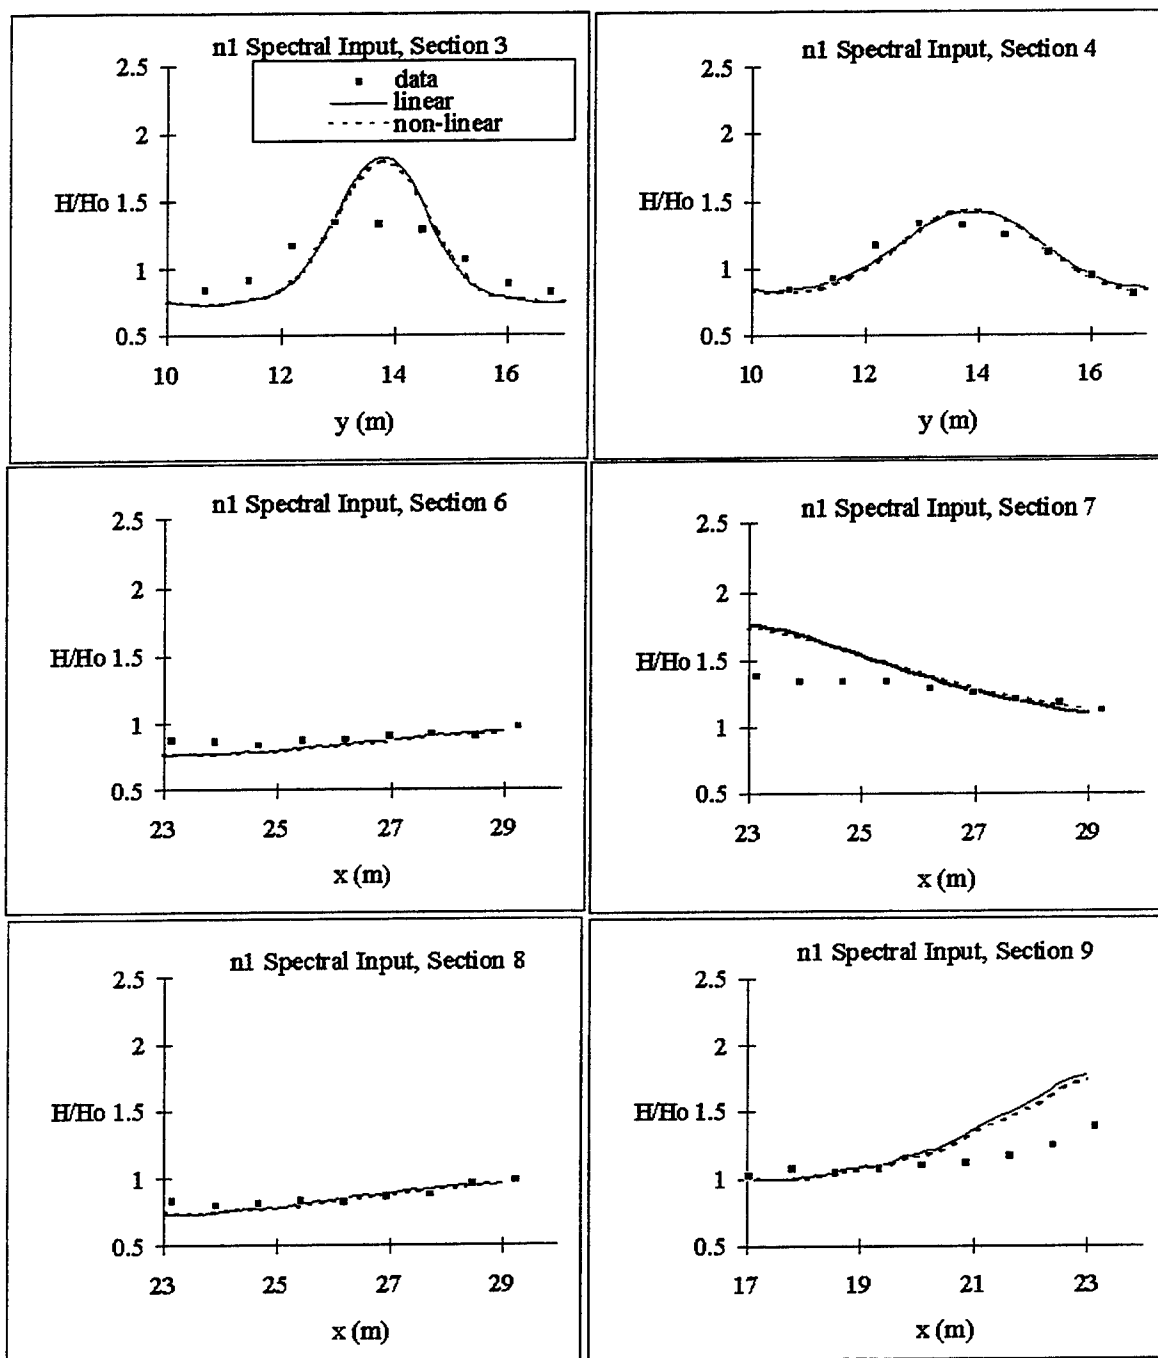 n1 Spectral Input, Section 3
data
linear
non-linear
2.5
2
H/Ho 1.5
1
0.5
10 12 14 16
y (m)
n1 Spectral Input, Section 4
2.5
2
H/Ho 1.5
1
0.5
10 12 14 16
y (m)
n1 Spectral Input, Section 6
2.5
2
H/Ho 1.5
1
0.5
23 25 27 29
x (m)
n1 Spectral Input, Section 7
2.5
2
H/Ho 1.5
1
0.5
23 25 27 29
x (m)
n1 Spectral Input, Section 8
2.5
2
H/Ho 1.5
1
0.5
23 25 27 29
x (m)
n1 Spectral Input, Section 9
2.5
2
H/Ho 1.5
1
0.5
17 19 21 23
x (m)